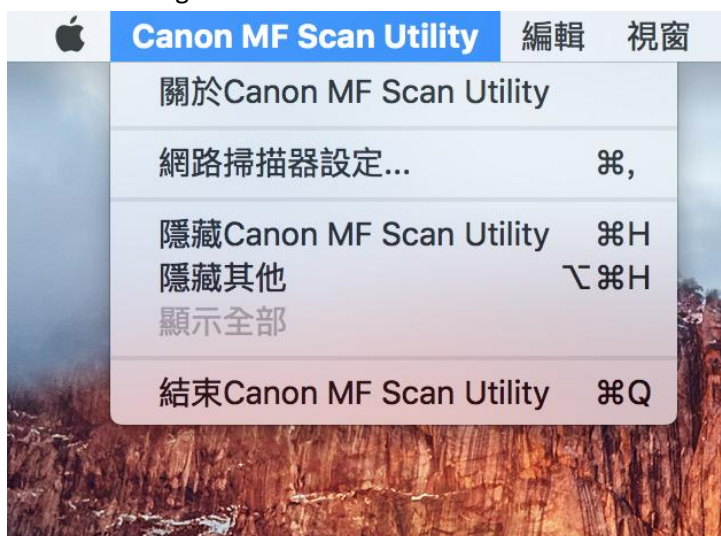 Canon MF Scan Utility 編輯 視窗
關於Canon MF Scan Utility
網路掃描器設定... ⌘,
隱藏Canon MF Scan Utility ⌘H
隱藏其他 ⌥⌘H
顯示全部
結束Canon MF Scan Utility ⌘Q